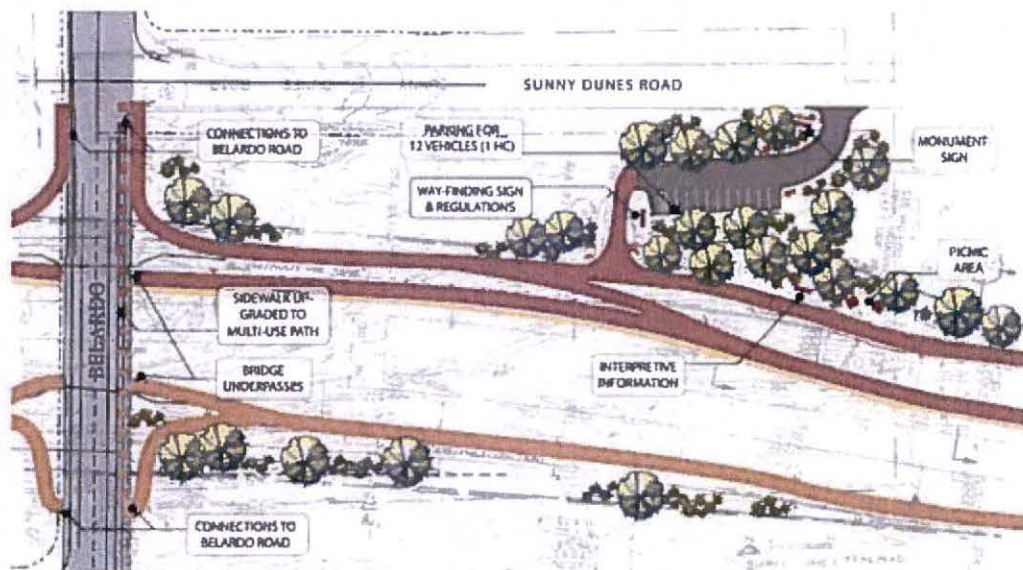 SUNNY DUNES ROAD
CONNECTIONS TO
BELARDO ROAD
PARKING FOR
12 VEHICLES (1 HC)
MONUMENT
SIGN
WAY-FINDING SIGN
& REGULATIONS
PICNIC
AREA
SIDEWALK UP-
GRADED TO
MULTI-USE PATH
BELARDO
BRIDGE
UNDERPASSES
INTERPRETIVE
INFORMATION
CONNECTIONS TO
BELARDO ROAD